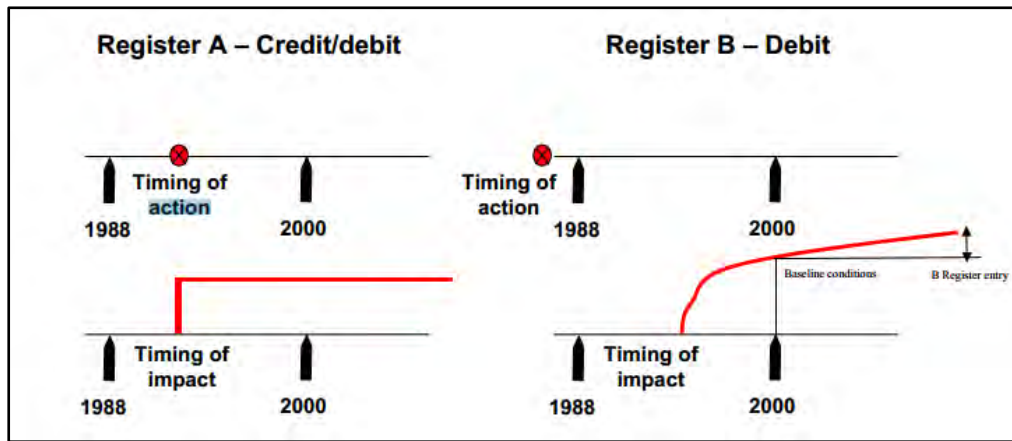 Register A – Credit/debit
Timing of
action
1988
2000
Timing of
impact
1988
2000
Register B – Debit
Timing of
action
1988
2000
Baseline conditions
B Register entry
Timing of
impact
1988
2000